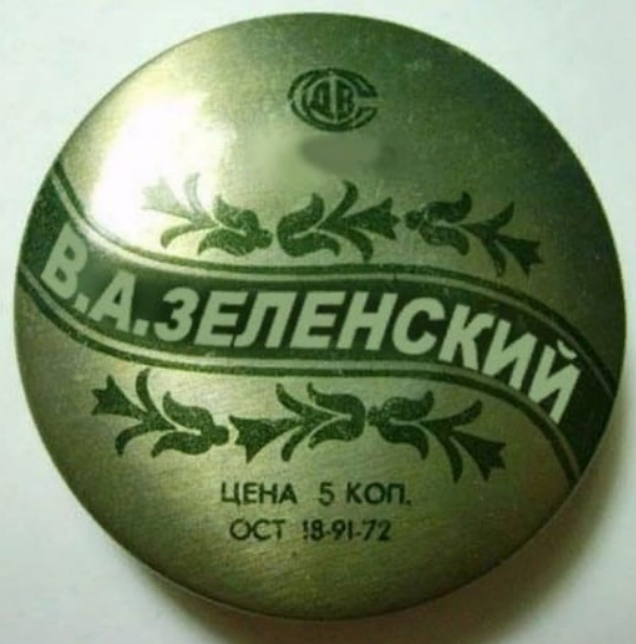 В.А.ЗЕЛЕНСКИЙ
ЦЕНА 5 КОП.
ОСТ 18-91-72